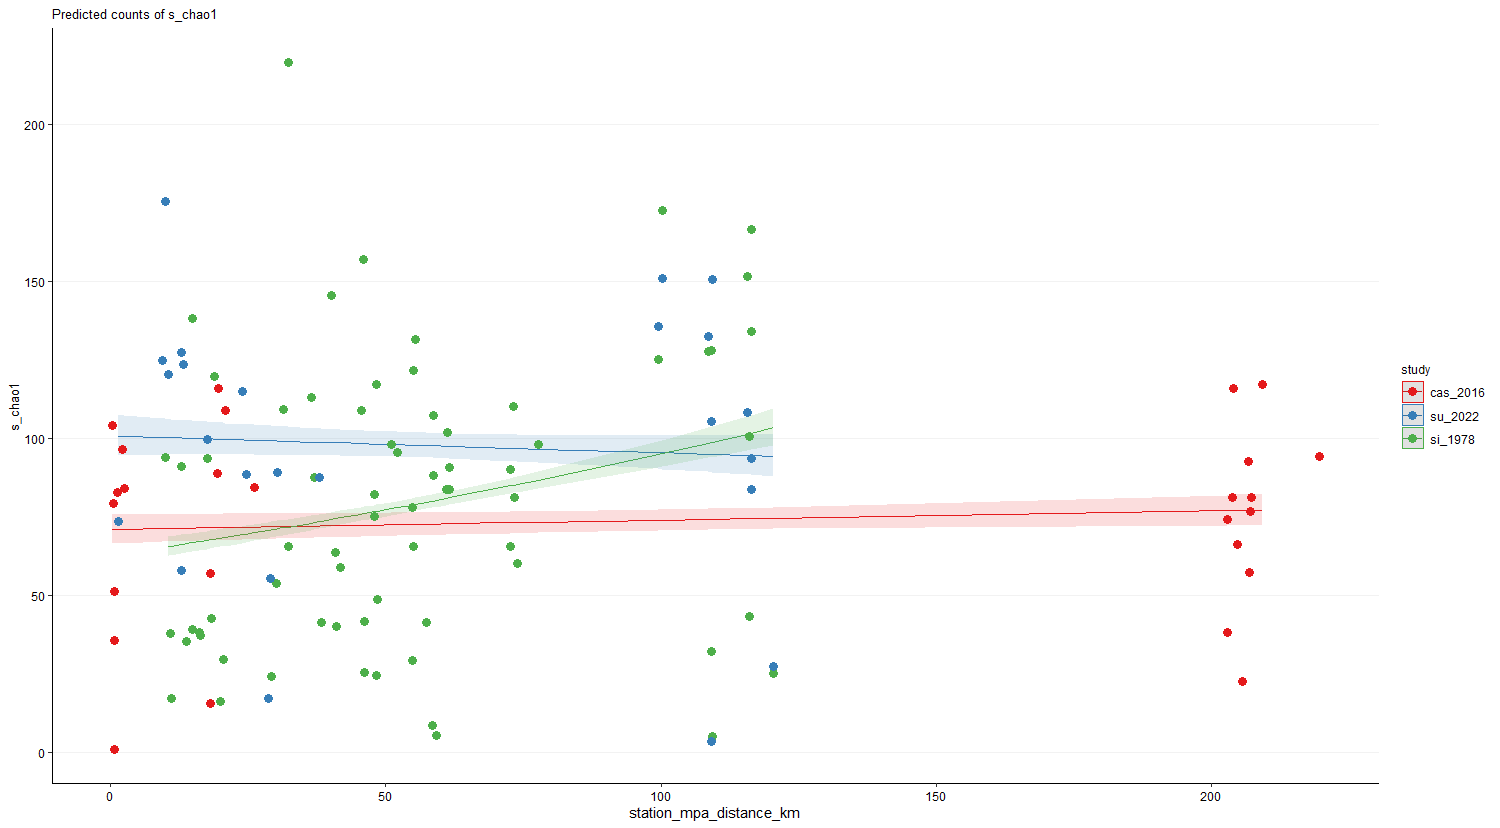 Predicted counts of s_chao1
200
150
100
50
0
s_chao1
0
50
100
150
200
station_mpa_distance_km
study
cas_2016
su_2022
si_1978